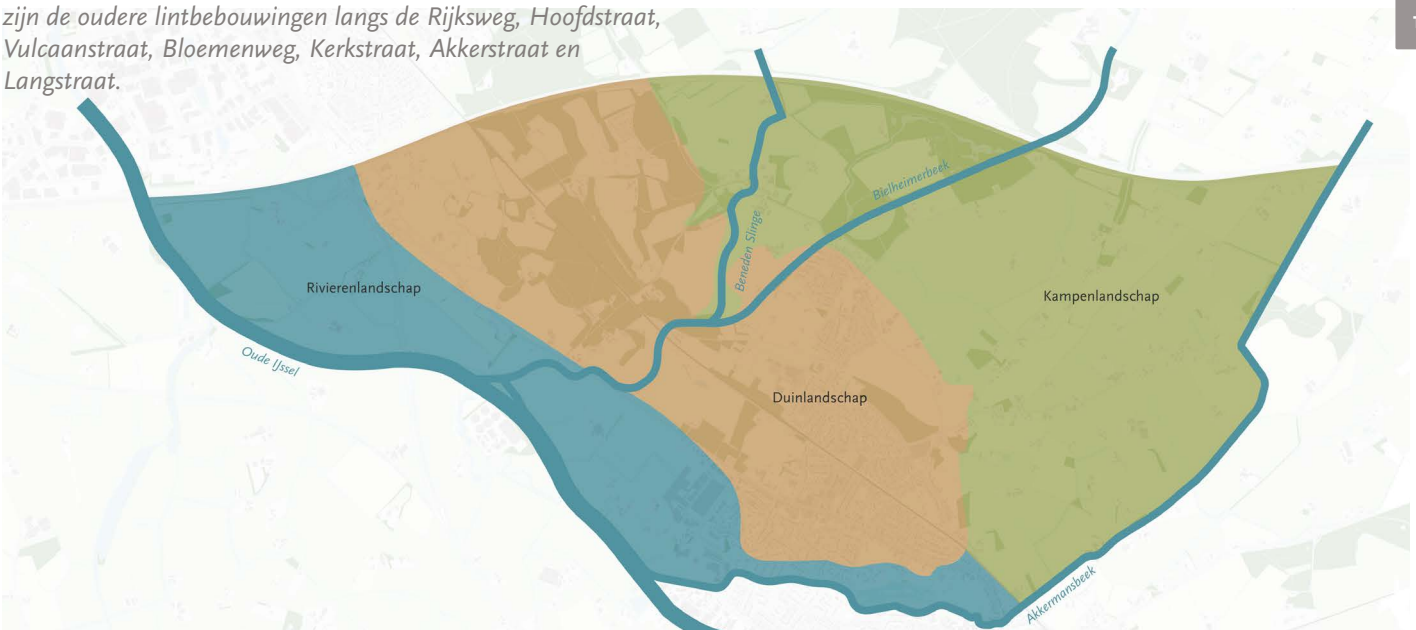 zijn de oudere lintbebouwingen langs de Rijksweg, Hoofdstraat,
Vulcaanstraat, Bloemenweg, Kerkstraat, Akkerstraat en
Langstraat.
Bielheimerbeek
Beneden Slinge
Rivierenlandschap
Kampenlandschap
Oude IJssel
Duinlandschap
Akkermansbeek